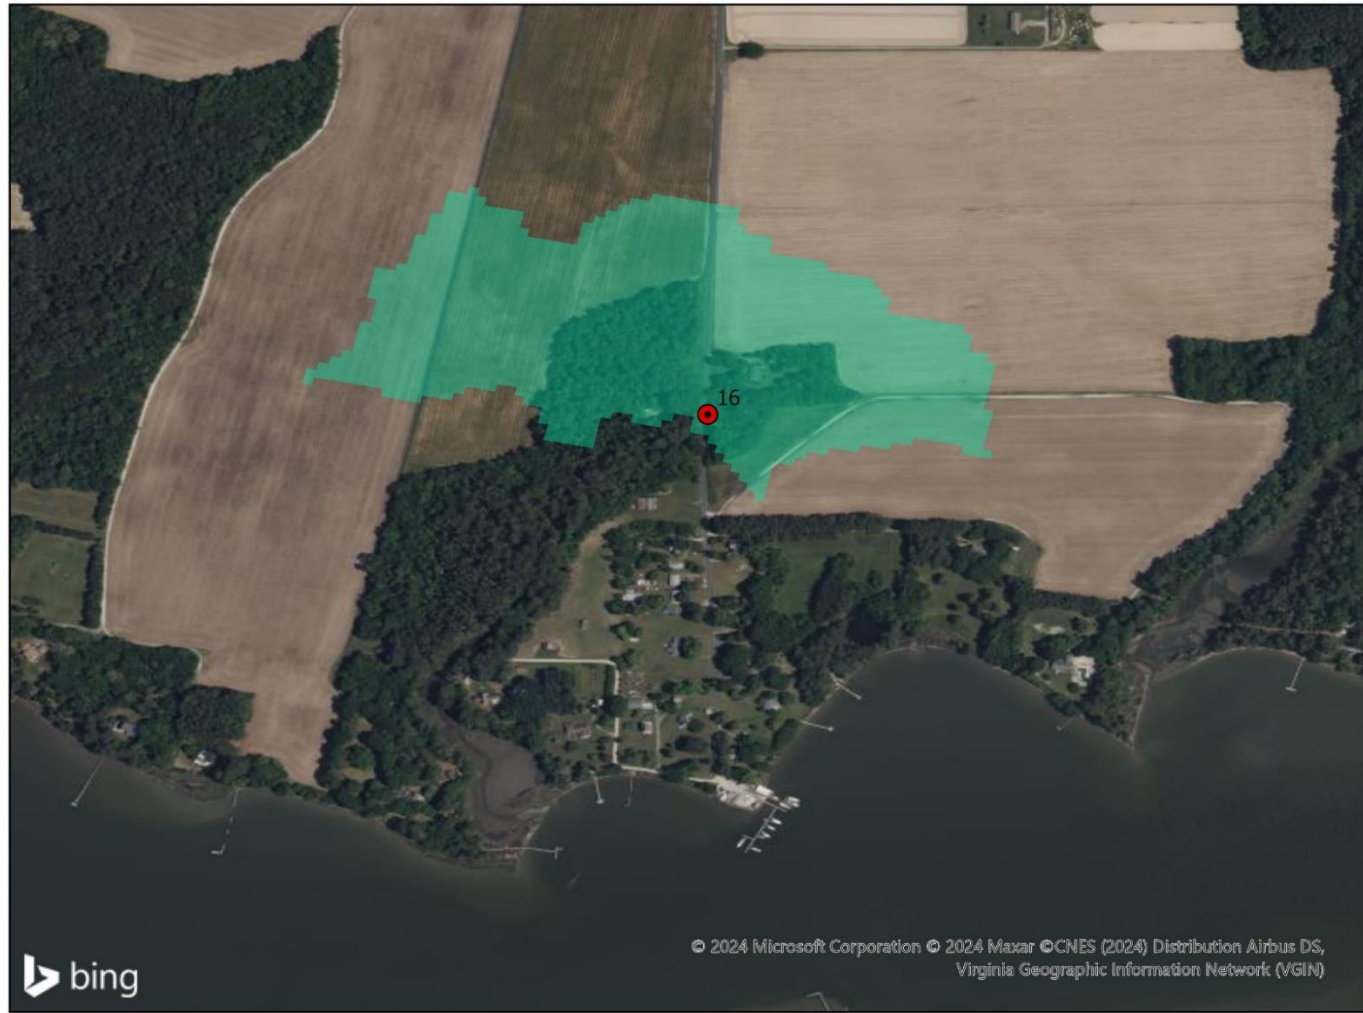 16
© 2024 Microsoft Corporation © 2024 Maxar ©CNES (2024) Distribution Airbus DS,
Virginia Geographic Information Network (VGIN)
bing